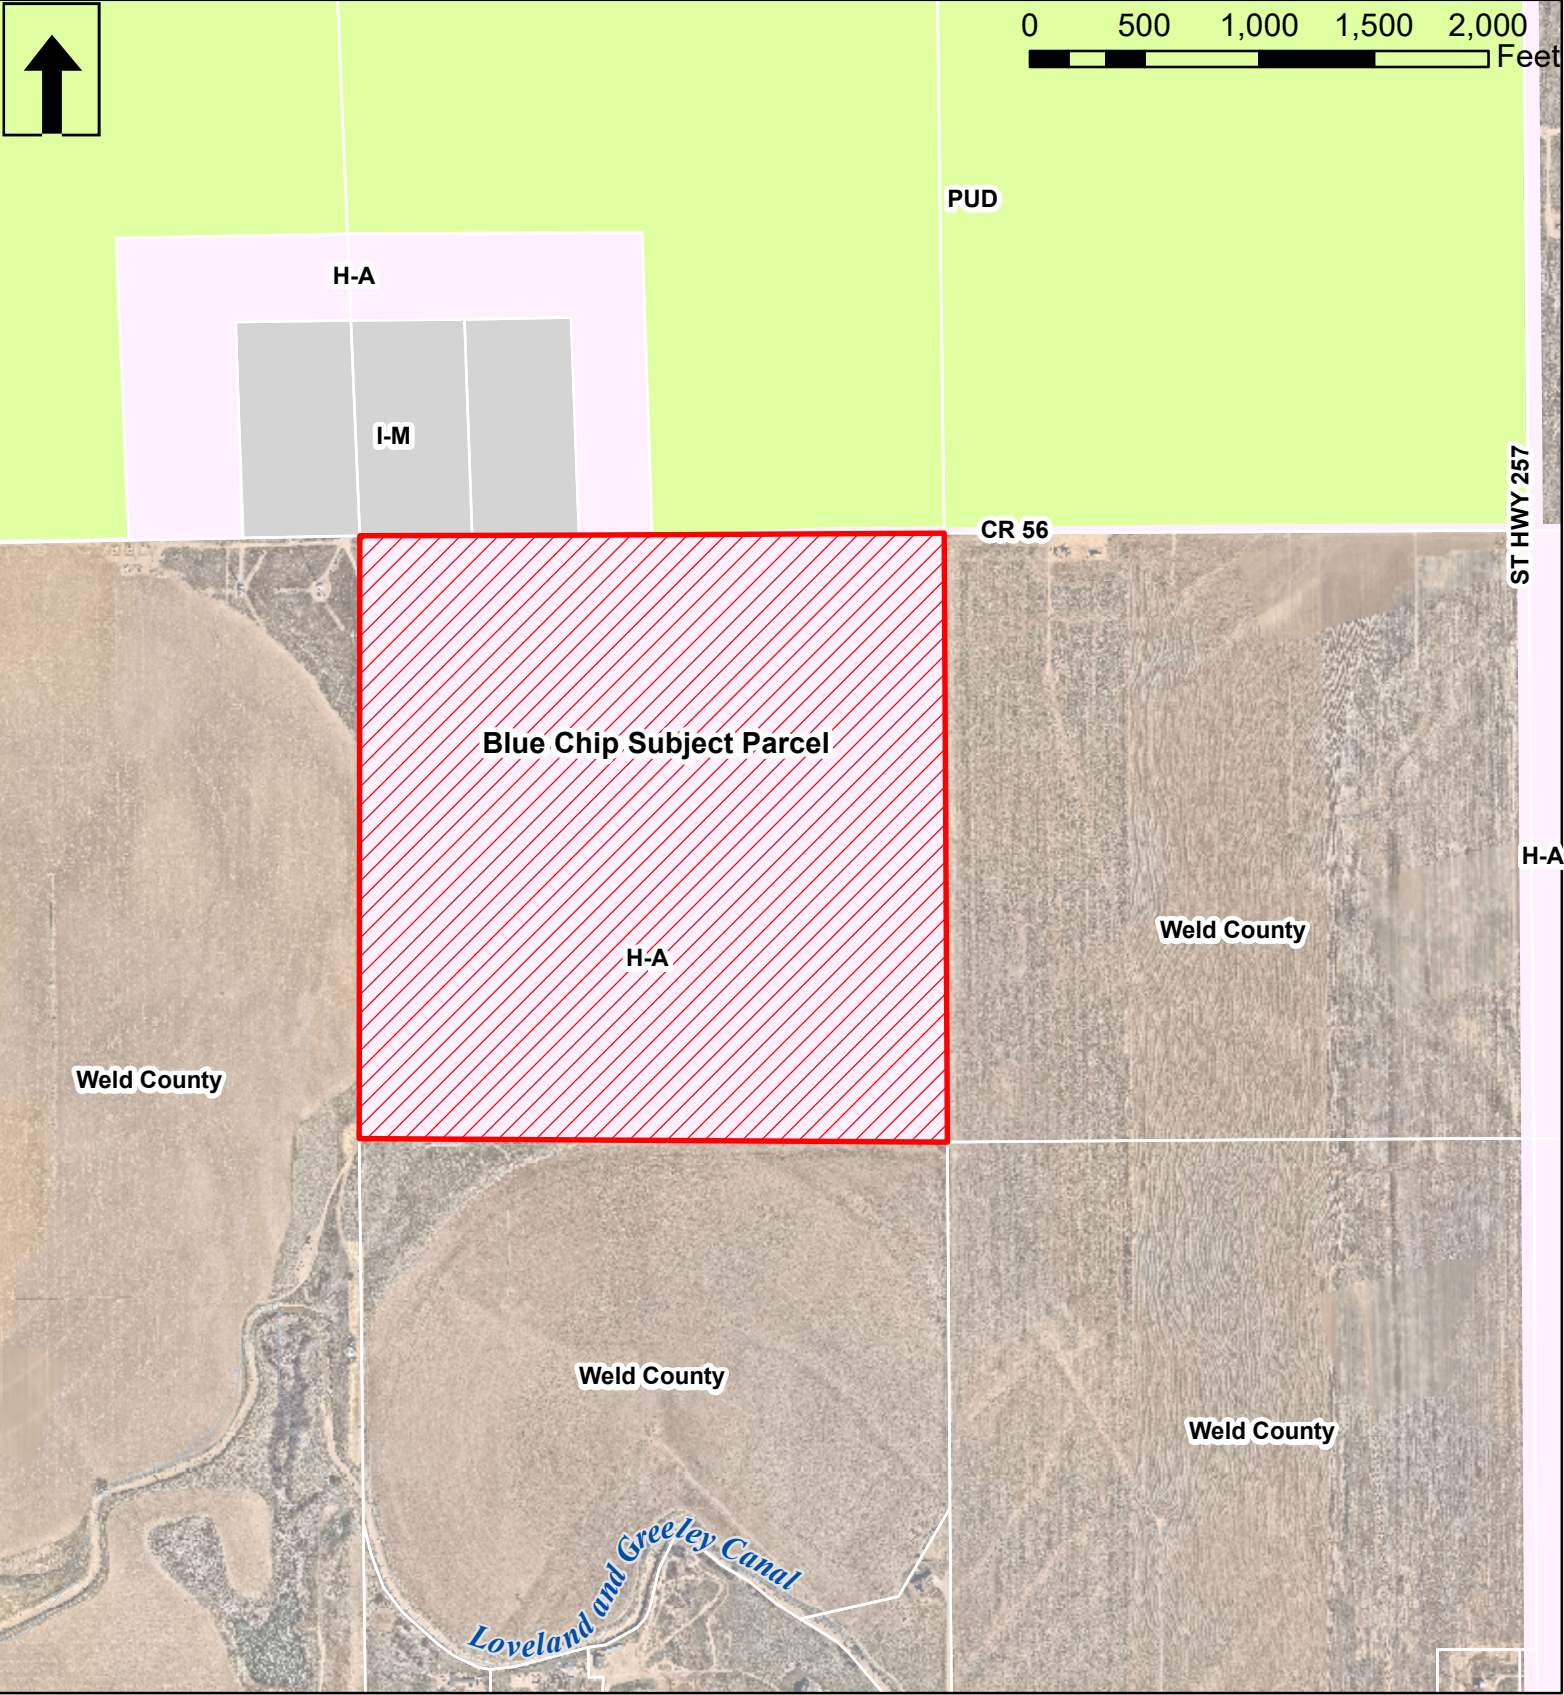 0 500 1,000 1,500 2,000
Feet
PUD
H-A
I-M
CR 56
ST HWY 257
Blue Chip Subject Parcel
H-A
H-A
Weld County
Weld County
Weld County
Weld County
Loveland and Greeley Canal